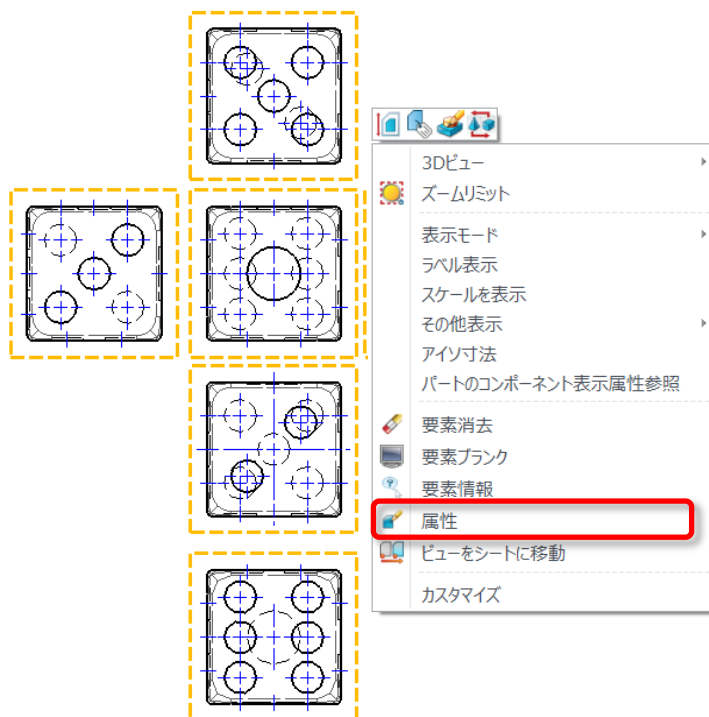 3Dビュー
ズームリミット
表示モード
ラベル表示
スケールを表示
その他表示
アイソ寸法
パートのコンポーネント表示属性参照
要素消去
要素ブランク
要素情報
属性
ビューをシートに移動
カスタマイズ